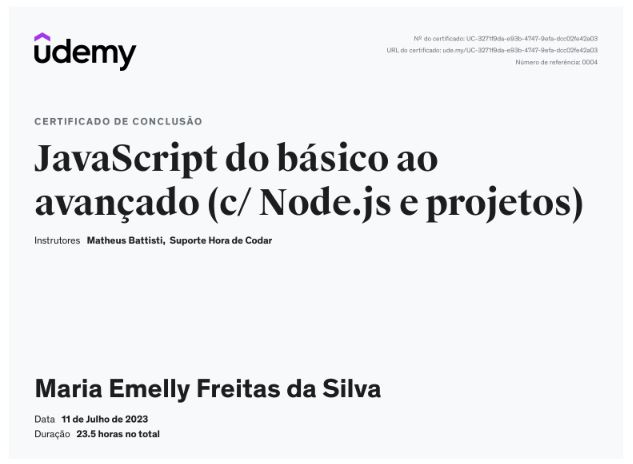 udemy
Nº do certificado: UC-3271f9da-e93b-4747-9efa-dcc02fe42a03
URL do certificado: ude.my/UC-3271f9da-e93b-4747-9efa-dcc02fe42a03
Número de referência: 0004
CERTIFICADO DE CONCLUSÃO
JavaScript do básico ao
avançado (c/ Node.js e projetos)
Instrutores Matheus Battisti, Suporte Hora de Codar
Maria Emelly Freitas da Silva
Data 11 de Julho de 2023
Duração 23.5 horas no total